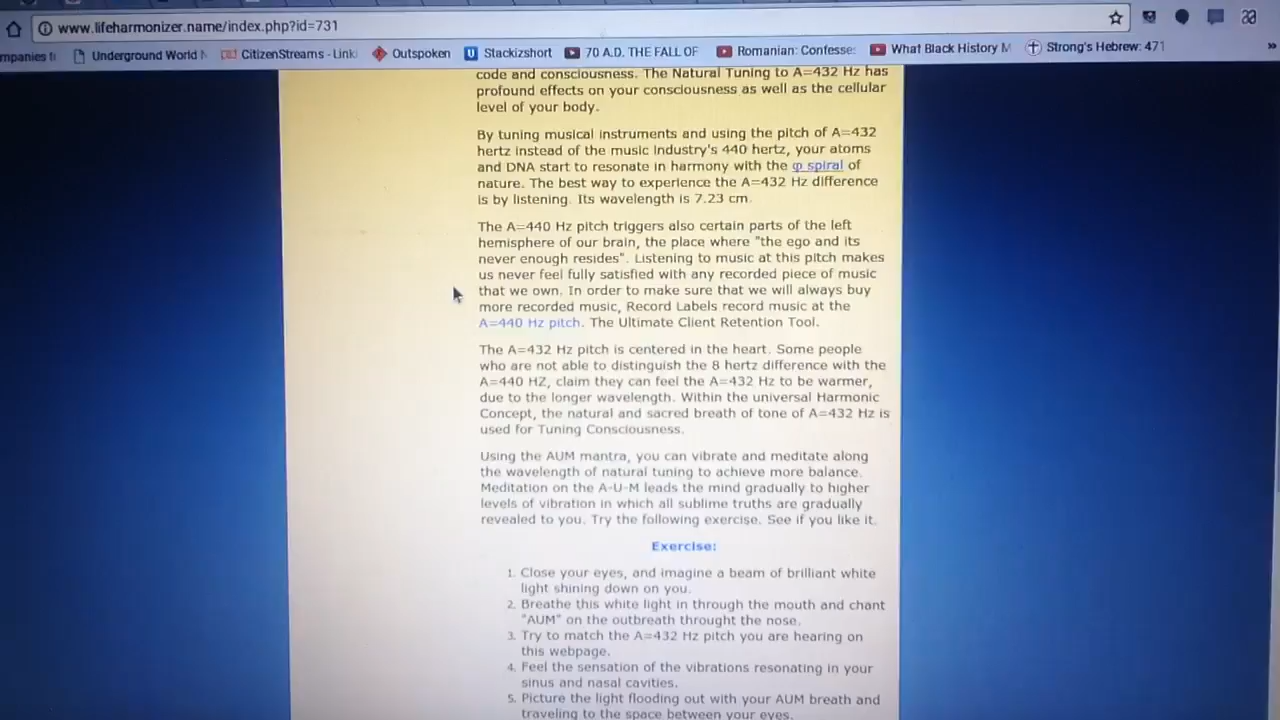 www.lifeharmonizer.name/index.php?id=731
mpanies Underground World CitizenStreams - Link Outspoken Stackizshort 70 A.D. THE FALL OF Romanian: Confesse: What Black History M Strong's Hebrew: 471 »
code and consciousness. The Natural Tuning to A=432 Hz has
profound effects on your consciousness as well as the cellular
level of your body.
By tuning musical instruments and using the pitch of A=432
hertz instead of the music industry's 440 hertz, your atoms
and DNA start to resonate in harmony with the φ spiral of
nature. The best way to experience the A=432 Hz difference
is by listening. Its wavelength is 7.23 cm.
The A=440 Hz pitch triggers also certain parts of the left
hemisphere of our brain, the place where "the ego and its
never enough resides". Listening to music at this pitch makes
us never feel fully satisfied with any recorded piece of music
that we own. In order to make sure that we will always buy
more recorded music, Record Labels record music at the
A=440 Hz pitch. The Ultimate Client Retention Tool.
The A=432 Hz pitch is centered in the heart. Some people
who are not able to distinguish the 8 hertz difference with the
A=440 HZ, claim they can feel the A=432 Hz to be warmer,
due to the longer wavelength. Within the universal Harmonic
Concept, the natural and sacred breath of tone of A=432 Hz is
used for Tuning Consciousness.
Using the AUM mantra, you can vibrate and meditate along
the wavelength of natural tuning to achieve more balance.
Meditation on the A-U-M leads the mind gradually to higher
levels of vibration in which all sublime truths are gradually
revealed to you. Try the following exercise. See if you like it.
Exercise:
1. Close your eyes, and imagine a beam of brilliant white
light shining down on you.
2. Breathe this white light in through the mouth and chant
"AUM" on the outbreath throught the nose.
3. Try to match the A=432 Hz pitch you are hearing on
this webpage.
4. Feel the sensation of the vibrations resonating in your
sinus and nasal cavities.
5. Picture the light flooding out with your AUM breath and
traveling to the space between your eyes.